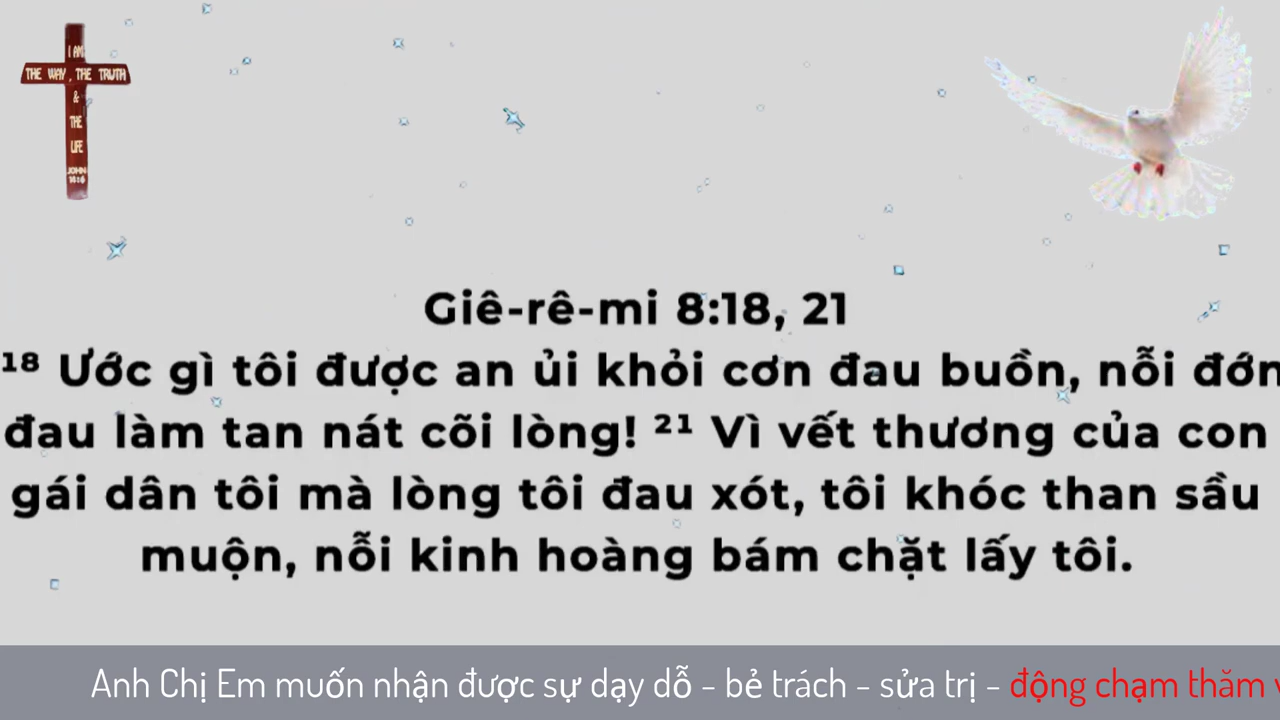 I AM
THE WAY, THE TRUTH
&
THE
LIFE
JOHN
14:6
Giê-rê-mi 8:18, 21
¹⁸ Ước gì tôi được an ủi khỏi cơn đau buồn, nỗi đớn
đau làm tan nát cõi lòng! ²¹ Vì vết thương của con
gái dân tôi mà lòng tôi đau xót, tôi khóc than sầu
muộn, nỗi kinh hoàng bám chặt lấy tôi.
Anh Chị Em muốn nhận được sự dạy dỗ - bẻ trách - sửa trị - động chạm thăm